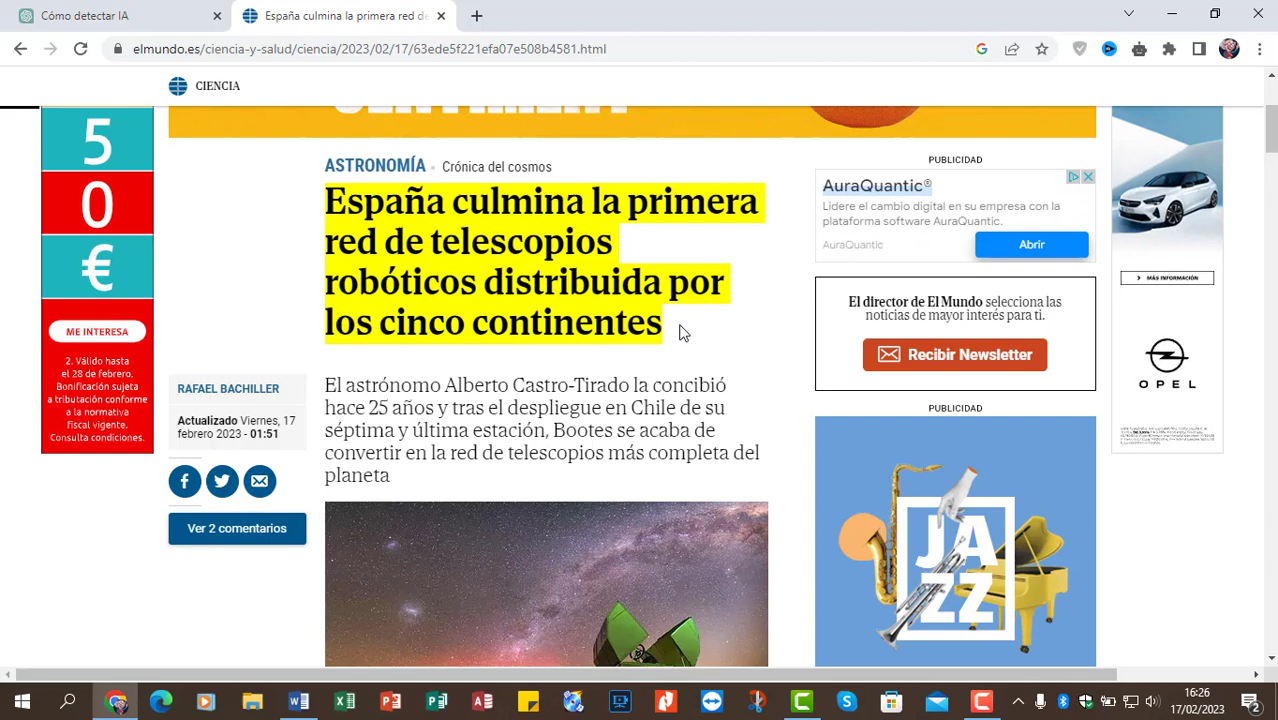 Cómo detectar IA
España culmina la primera red de
elmundo.es/ciencia-y-salud/ciencia/2023/02/17/63ede5f221efa07e508b4581.html
CIENCIA
5
0
€
ME INTERESA
2. Válido hasta
el 28 de febrero.
Bonificación sujeta
a tributación conforme
a la normativa
fiscal vigente.
Consulta condiciones.
ASTRONOMÍA
Crónica del cosmos
España culmina la primera
red de telescopios
robóticos distribuida por
los cinco continentes
RAFAEL BACHILLER
Actualizado Viernes, 17
febrero 2023 - 01:51
Ver 2 comentarios
El astrónomo Alberto Castro-Tirado la concibió
hace 25 años y tras el despliegue en Chile de su
séptima y última estación, Bootes se acaba de
convertir en la red de telescopios más completa del
planeta
PUBLICIDAD
AuraQuantic®
Lidere el cambio digital en su empresa con la
plataforma software AuraQuantic.
AuraQuantic
Abrir
El director de El Mundo selecciona las
noticias de mayor interés para ti.
Recibir Newsletter
PUBLICIDAD
JA
ZZ
MÁS INFORMACIÓN
OPEL
16:26
17/02/2023
2